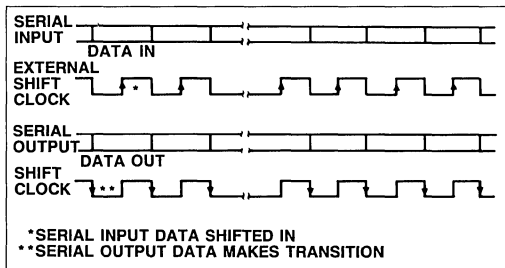 SERIAL
INPUT
DATA IN
EXTERNAL
SHIFT
CLOCK
*
SERIAL
OUTPUT
DATA OUT
SHIFT
CLOCK
**
*SERIAL INPUT DATA SHIFTED IN
**SERIAL OUTPUT DATA MAKES TRANSITION